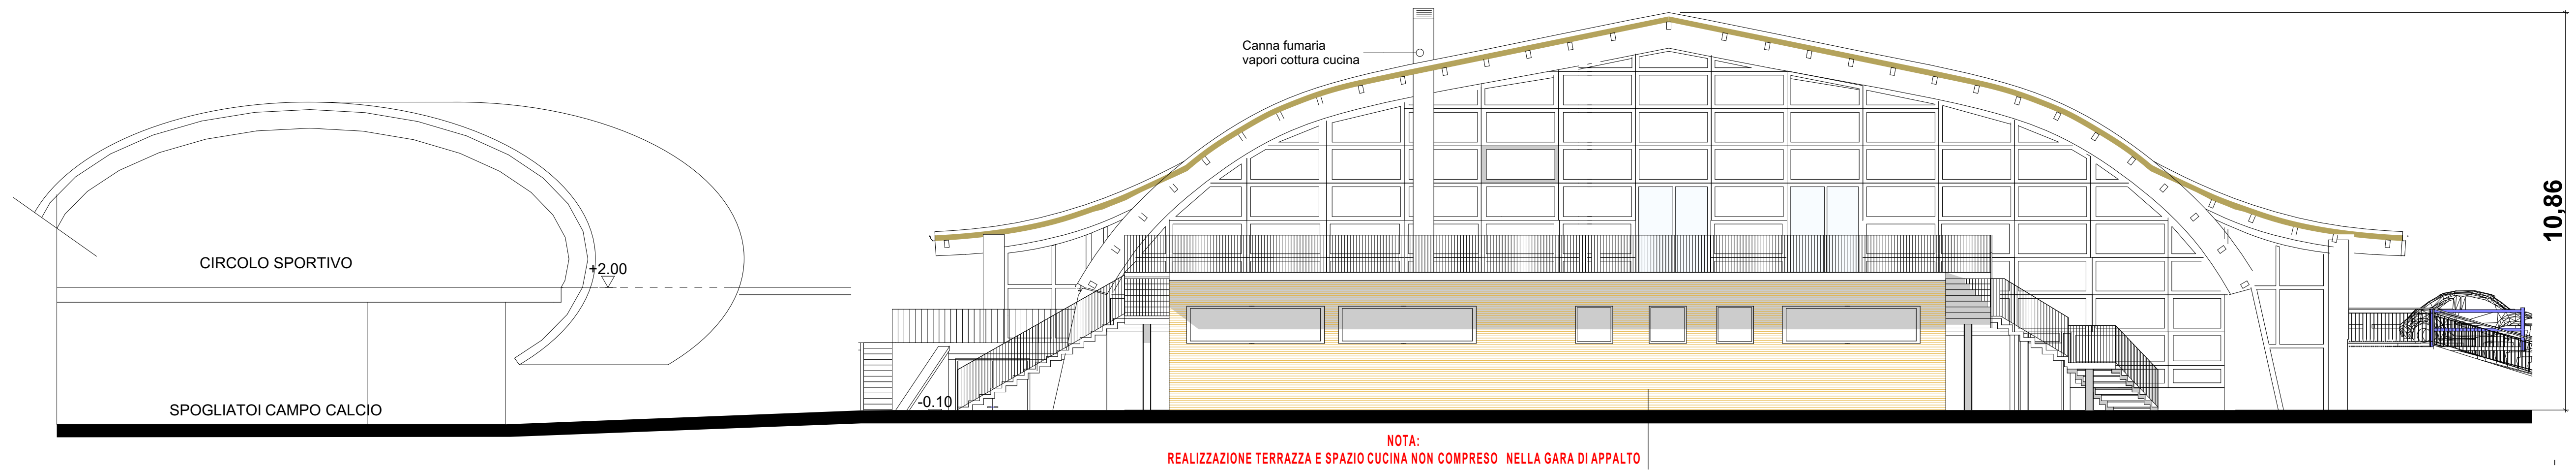 Canna fumaria
vapori cottura cucina
10,86
CIRCOLO SPORTIVO
+2.00
SPOGLIATOI CAMPO CALCIO
-0.10
NOTA:
REALIZZAZIONE TERRAZZA E SPAZIO CUCINA NON COMPRESO NELLA GARA DI APPALTO